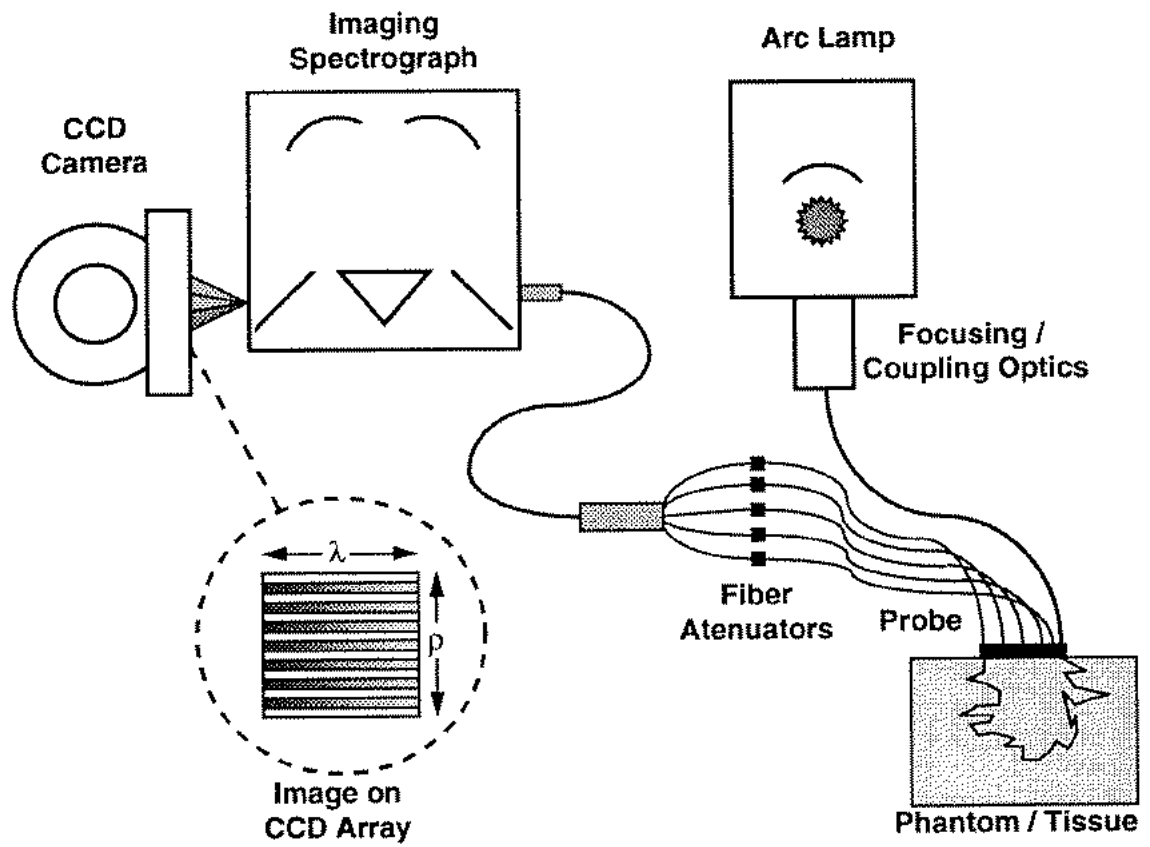 Imaging
Spectrograph
Arc Lamp
CCD
Camera
Focusing /
Coupling Optics
λ
ρ
Fiber
Atenuators
Probe
Image on
CCD Array
Phantom / Tissue